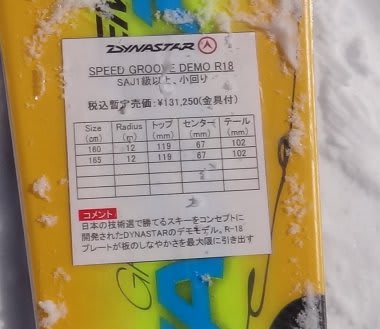 DYNASTAR
SPEED GROOVE DEMO R18
SAJ1級以上、小回り
税込暫定売価：¥131,250(金具付)
Size Radius トップ センター テール
(cm) (m) (mm) (mm) (mm)
160 12 119 67 102
165 12 119 67 102
コメント
日本の技術選で勝てるスキーをコンセプトに
開発されたDYNASTARのデモモデル。R-18
プレートが板のしなやかさを最大限に引き出す